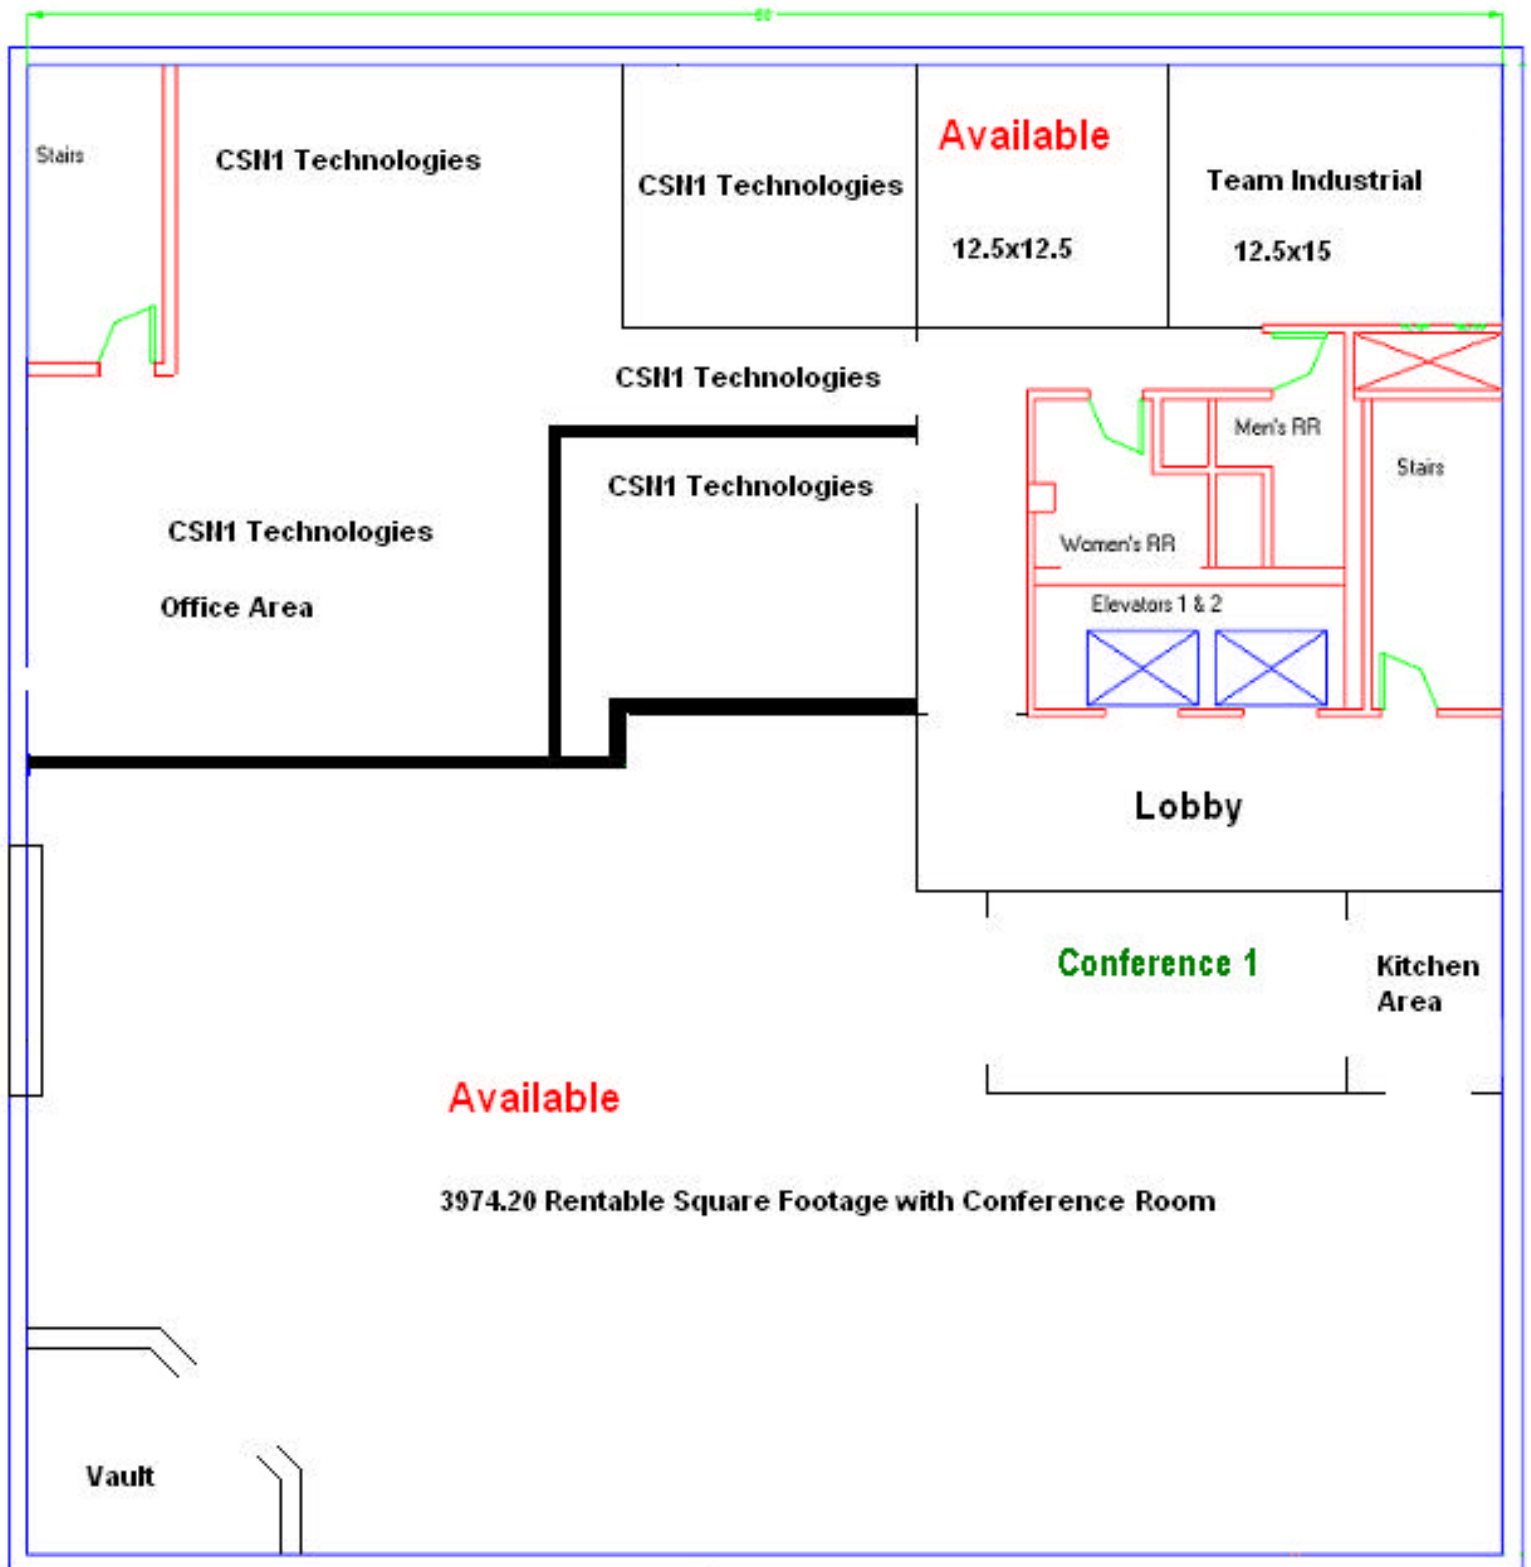 Stairs
CSN1 Technologies
CSN1 Technologies
Available
12.5x12.5
Team Industrial
12.5x15
CSN1 Technologies
CSN1 Technologies
Men's RR
Stairs
CSN1 Technologies
Office Area
Women's RR
Elevators 1 & 2
Lobby
Conference 1
Kitchen
Area
Available
3974.20 Rentable Square Footage with Conference Room
Vault